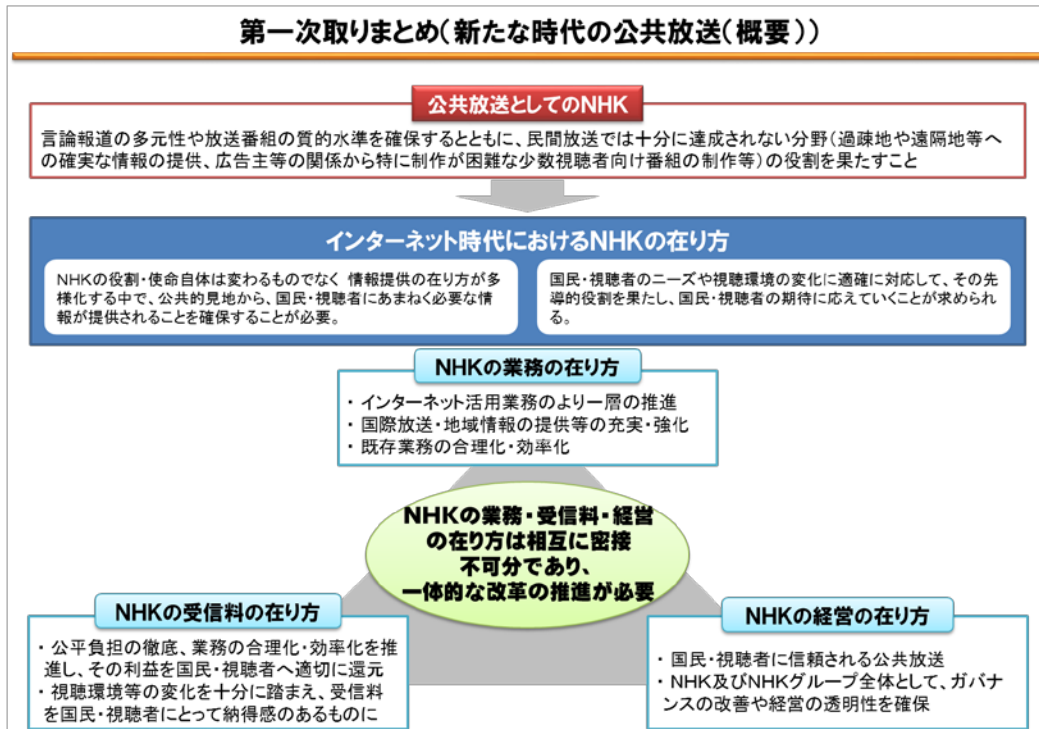 第一次取りまとめ（新たな時代の公共放送（概要））
公共放送としてのNHK
言論報道の多元性や放送番組の質的水準を確保するとともに、民間放送では十分に達成されない分野（過疎地や遠隔地等へ
の確実な情報の提供、広告主等の関係から特に制作が困難な少数視聴者向け番組の制作等）の役割を果たすこと
インターネット時代におけるNHKの在り方
NHKの役割・使命自体は変わるものでなく 情報提供の在り方が多
様化する中で、公共的見地から、国民・視聴者にあまねく必要な情
報が提供されることを確保することが必要。
国民・視聴者のニーズや視聴環境の変化に適確に対応して、その先
導的役割を果たし、国民・視聴者の期待に応えていくことが求められ
る。
NHKの業務の在り方
・ インターネット活用業務のより一層の推進
・ 国際放送・地域情報の提供等の充実・強化
・ 既存業務の合理化・効率化
NHKの業務・受信料・経営
の在り方は相互に密接
不可分であり、
一体的な改革の推進が必要
NHKの受信料の在り方
・ 公平負担の徹底、業務の合理化・効率化を推
進し、その利益を国民・視聴者へ適切に還元
・ 視聴環境等の変化を十分に踏まえ、受信料
を国民・視聴者にとって納得感のあるものに
NHKの経営の在り方
・ 国民・視聴者に信頼される公共放送
・ NHK及びNHKグループ全体として、ガバナ
ンスの改善や経営の透明性を確保